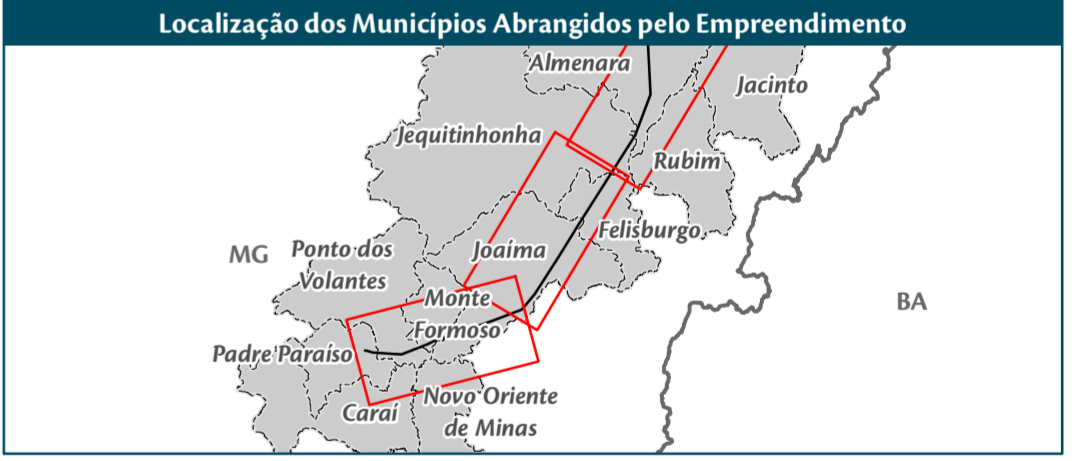 Localização dos Municípios Abrangidos pelo Empreendimento
Almenara
Jacinto
Jequitinhonha
Rubim
Felisburgo
MG
Ponto dos
Volantes
Joaíma
Monte
Formoso
BA
Padre Paraíso
Caraí
Novo Oriente
de Minas